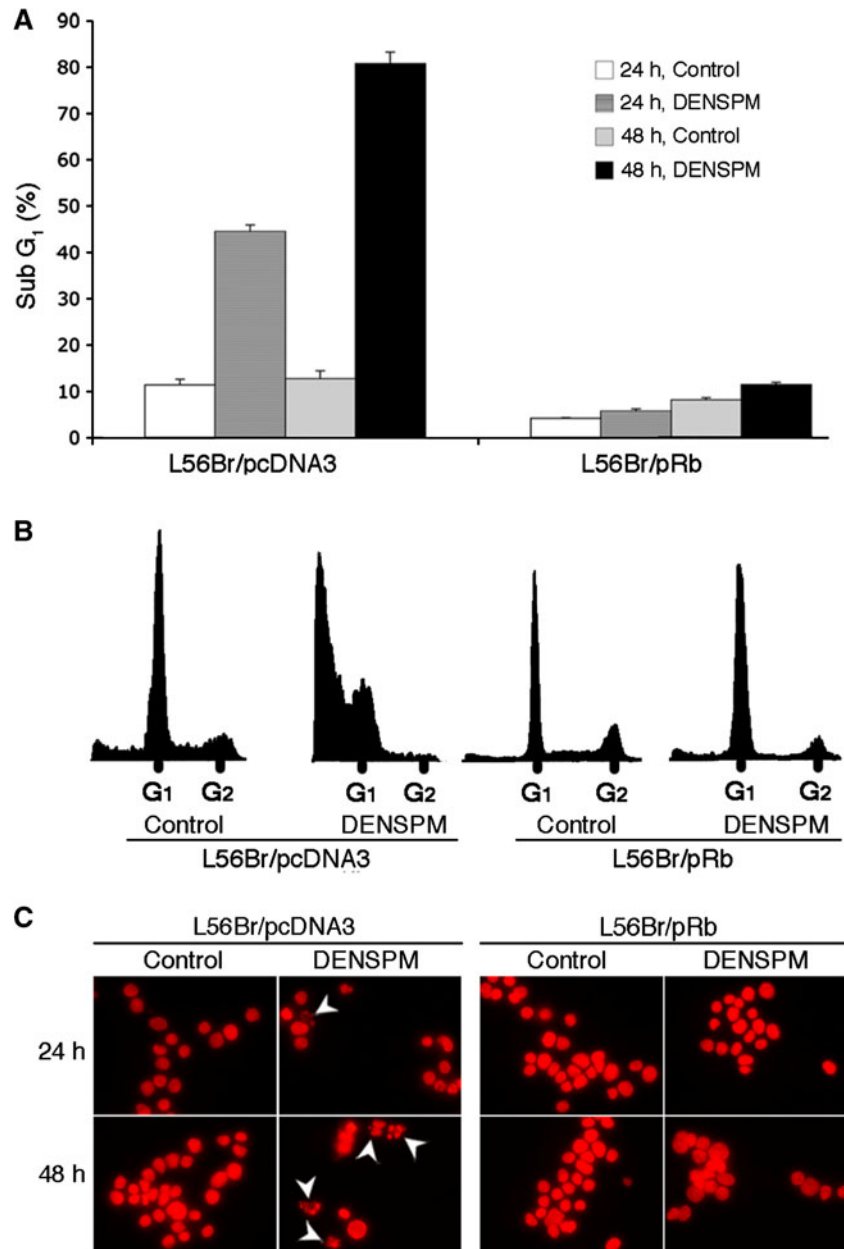 A
90
80
70
60
50
40
30
20
10
0
Sub G1 (%)
24 h, Control
24 h, DENSPM
48 h, Control
48 h, DENSPM
L56Br/pcDNA3 L56Br/pRb
B
G1 G2 G1 G2 G1 G2 G1 G2
Control DENSPM Control DENSPM
L56Br/pcDNA3 L56Br/pRb
C
L56Br/pcDNA3 L56Br/pRb
Control DENSPM Control DENSPM
24 h
48 h